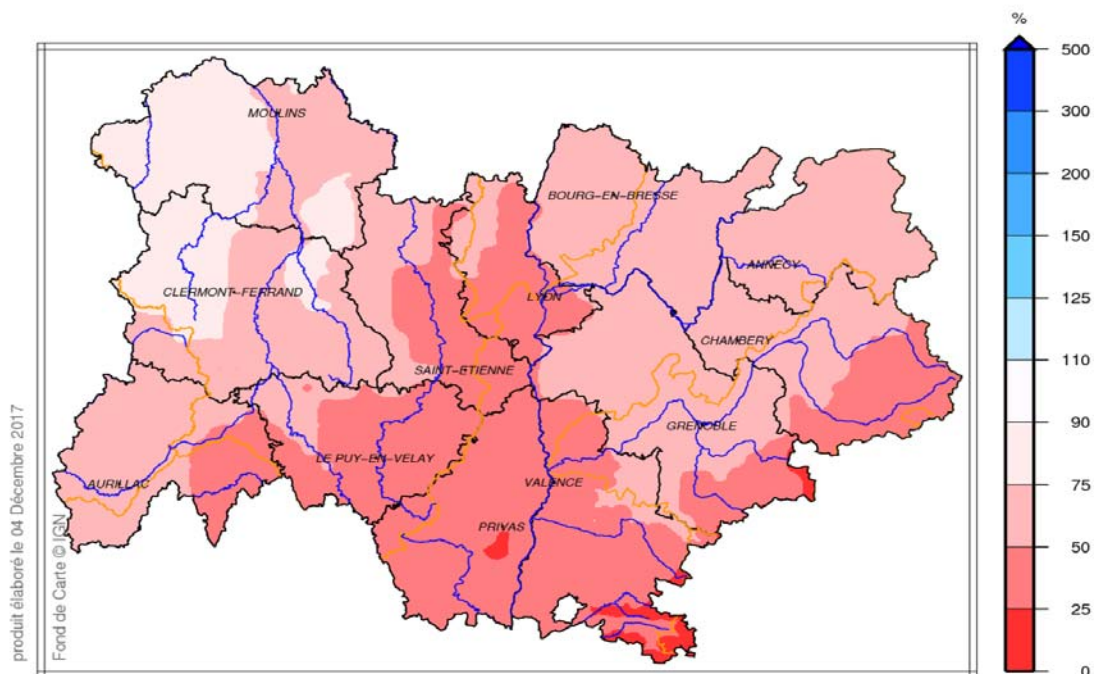 %
500
300
200
150
125
110
90
75
50
25
0
MOULINS
BOURG-EN-BRESSE
ANNECY
CLERMONT-FERRAND
LYON
CHAMBERY
SAINT-ETIENNE
GRENOBLE
LE PUY-EN-VELAY
AURILLAC
VALENCE
PRIVAS
produit élaboré le 04 Décembre 2017
Fond de Carte © IGN